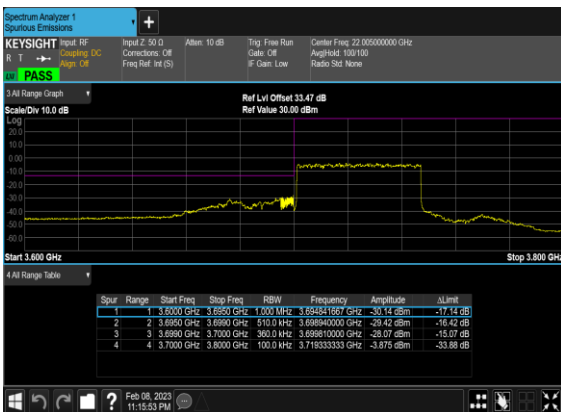 Spectrum Analyzer 1
Spurious Emissions
KEYSIGHT Input: RF Input Z: 50 Ω Atten: 10 dB Trig: Free Run Center Freq: 22.005000000 GHz
R T Coupling: DC Corrections: Off Gate: Off Avg|Hold: 100/100
Align: Off Freq Ref: Int (S) IF Gain: Low Radio Std: None
LU PASS
3 All Range Graph
Ref Lvl Offset 33.47 dB
Scale/Div 10.0 dB Ref Value 30.00 dBm
Log
20.0
10.0
0.00
-10.0
-20.0
-30.0
-40.0
-50.0
-60.0
Start 3.600 GHz Stop 3.800 GHz
4 All Range Table
Spur Range Start Freq Stop Freq RBW Frequency Amplitude ΔLimit
1 1 3.6000 GHz 3.6950 GHz 1.000 MHz 3.694841667 GHz -30.14 dBm -17.14 dB
2 2 3.6950 GHz 3.6990 GHz 510.0 kHz 3.698940000 GHz -29.42 dBm -16.42 dB
3 3 3.6990 GHz 3.7000 GHz 360.0 kHz 3.699810000 GHz -28.07 dBm -15.07 dB
4 4 3.7000 GHz 3.8000 GHz 100.0 kHz 3.719333333 GHz -3.875 dBm -33.88 dB
Feb 08, 2023
11:15:53 PM